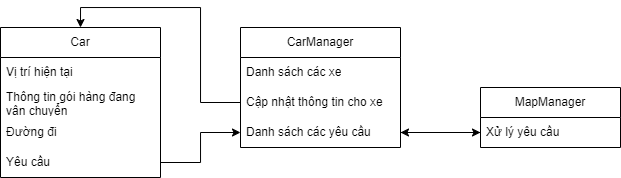 Car
Vị trí hiện tại
Thông tin gói hàng đang
vận chuyển
Đường đi
Yêu cầu
CarManager
Danh sách các xe
Cập nhật thông tin cho xe
Danh sách các yêu cầu
MapManager
Xử lý yêu cầu